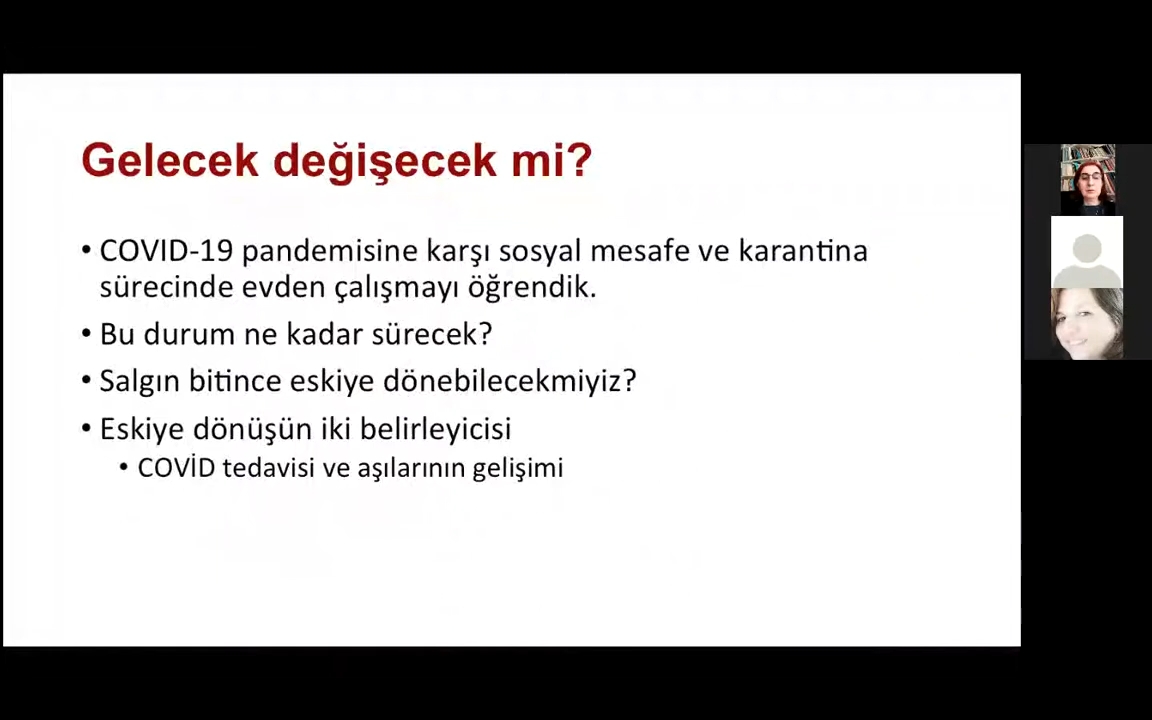 Gelecek değişecek mi?
• COVID-19 pandemisine karşı sosyal mesafe ve karantina
sürecinde evden çalışmayı öğrendik.
• Bu durum ne kadar sürecek?
• Salgın bitince eskiye dönebilecekmiyiz?
• Eskiye dönüşün iki belirleyicisi
• COVİD tedavisi ve aşılarının gelişimi